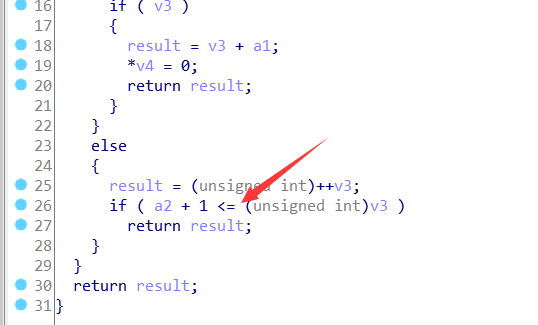 16 if ( v3 )
17 {
18 result = v3 + a1;
19 *v4 = 0;
20 return result;
21 }
22 }
23 else
24 {
25 result = (unsigned int)++v3;
26 if ( a2 + 1 <= (unsigned int)v3 )
27 return result;
28 }
29 }
30 return result;
31 }